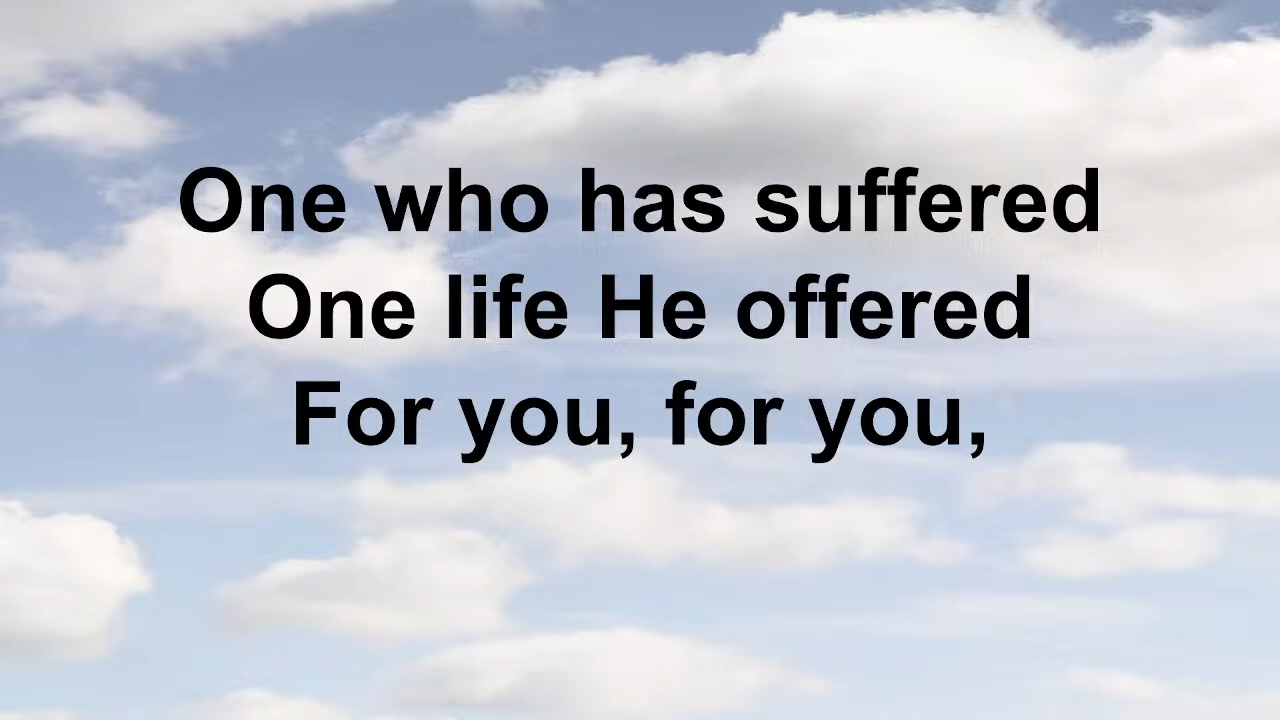 One who has suffered
One life He offered
For you, for you,